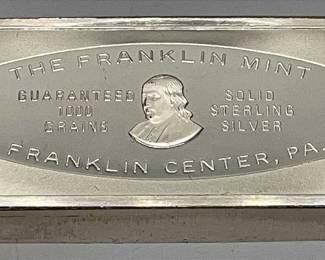 THE FRANKLIN MINT
GUARANTEED
1000
GRAINS
SOLID
STERLING
SILVER
FRANKLIN CENTER, PA.